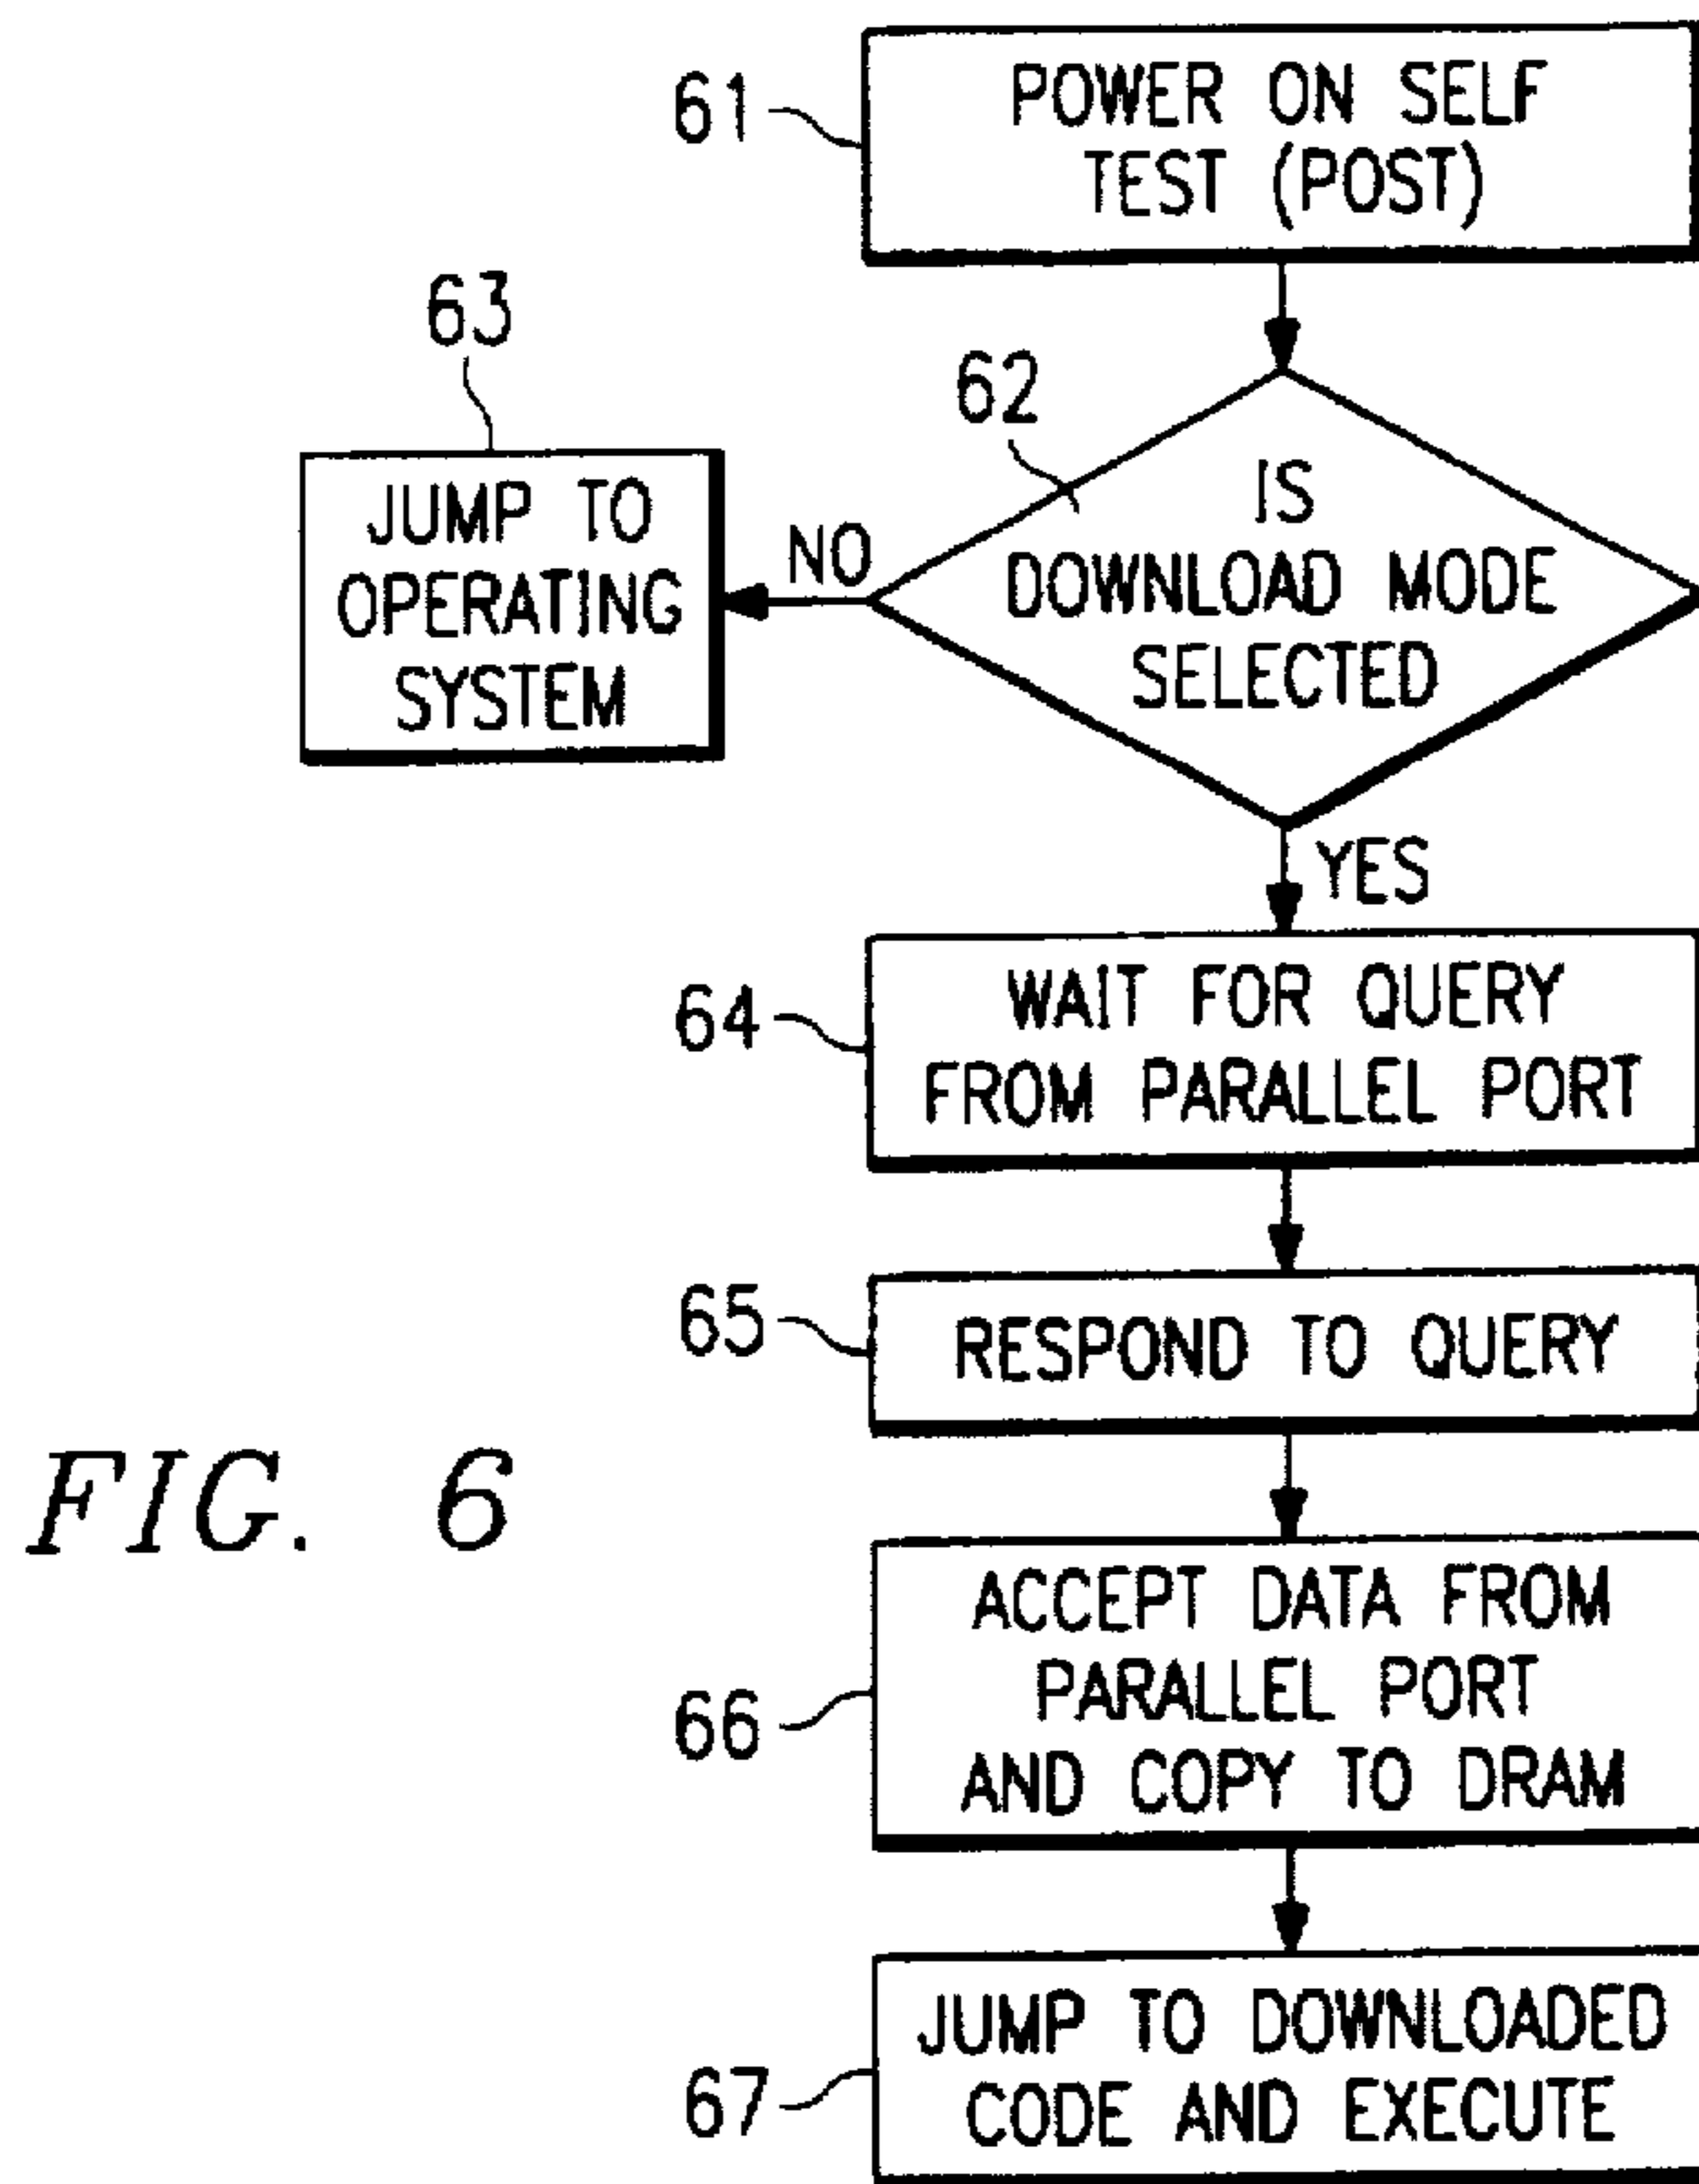 61
POWER ON SELF
TEST (POST)
63
62
JUMP TO
OPERATING
SYSTEM
NO
IS
DOWNLOAD MODE
SELECTED
YES
64
WAIT FOR QUERY
FROM PARALLEL PORT
65
RESPOND TO QUERY
FIG. 6
66
ACCEPT DATA FROM
PARALLEL PORT
AND COPY TO DRAM
67
JUMP TO DOWNLOADED
CODE AND EXECUTE